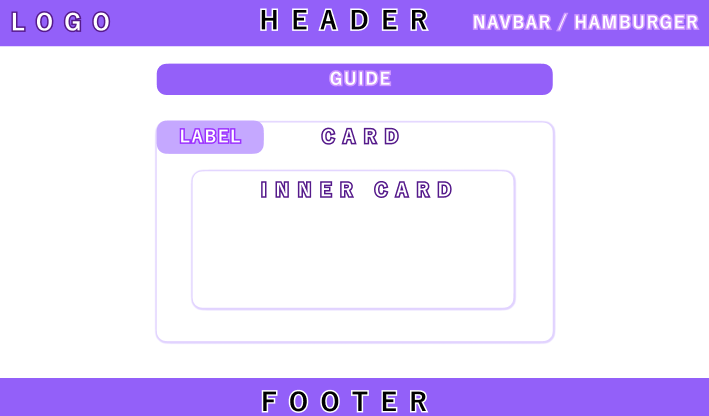 LOGO
HEADER
NAVBAR / HAMBURGER
GUIDE
LABEL
CARD
INNER CARD
FOOTER